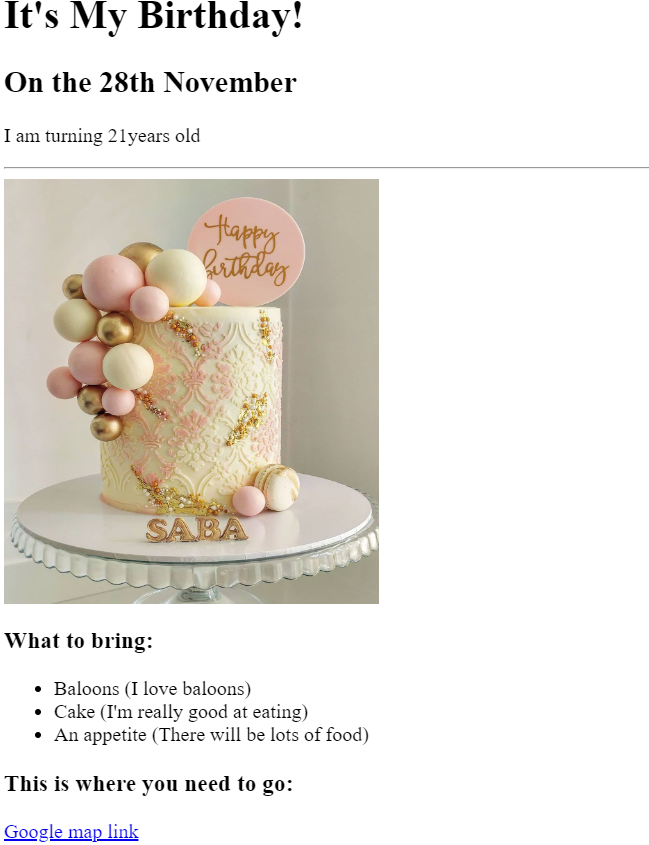 It's My Birthday!
On the 28th November
I am turning 21years old
Happy
birthday
SABA
What to bring:
Baloons (I love baloons)
Cake (I'm really good at eating)
An appetite (There will be lots of food)
This is where you need to go:
Google map link